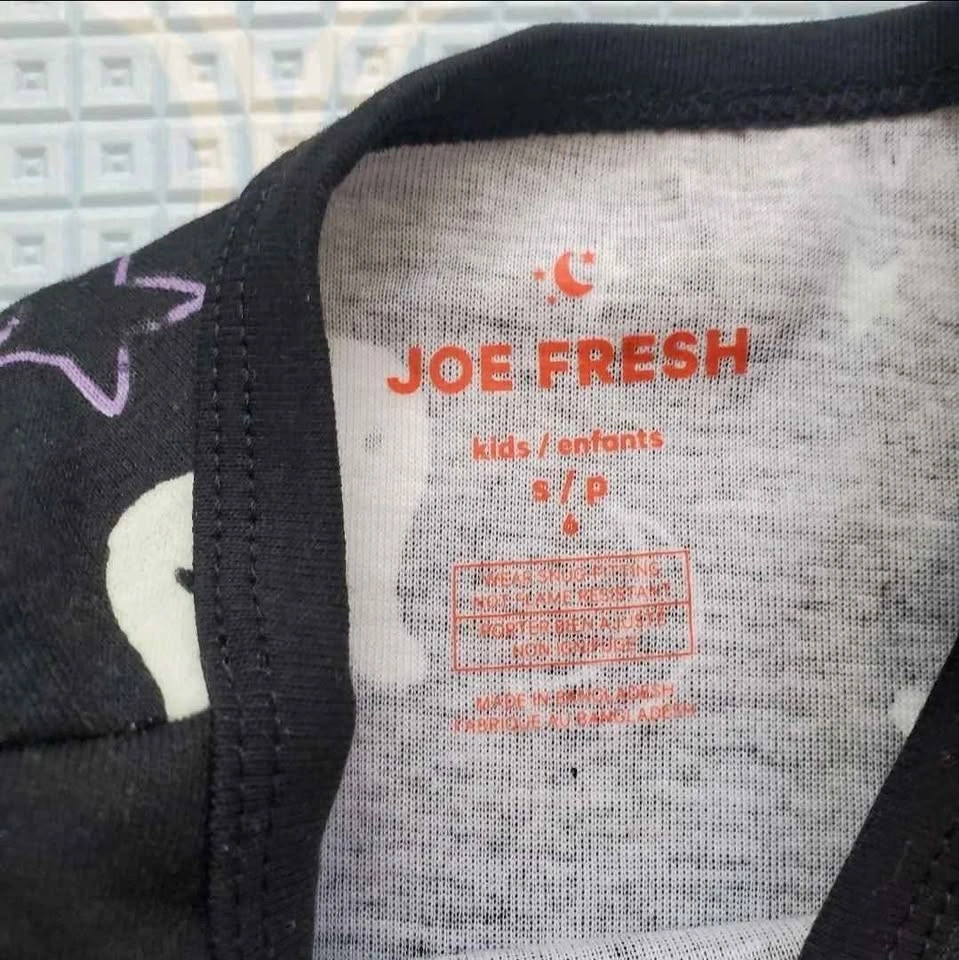 JOE FRESH
kids / enfants
s / p
6
WEAR SNUG-FITTING
NOT FLAME RESISTANT
PORTER BIEN AJUSTÉ
NON IGNIFUGE
MADE IN BANGLADESH
FABRIQUÉ AU BANGLADESH